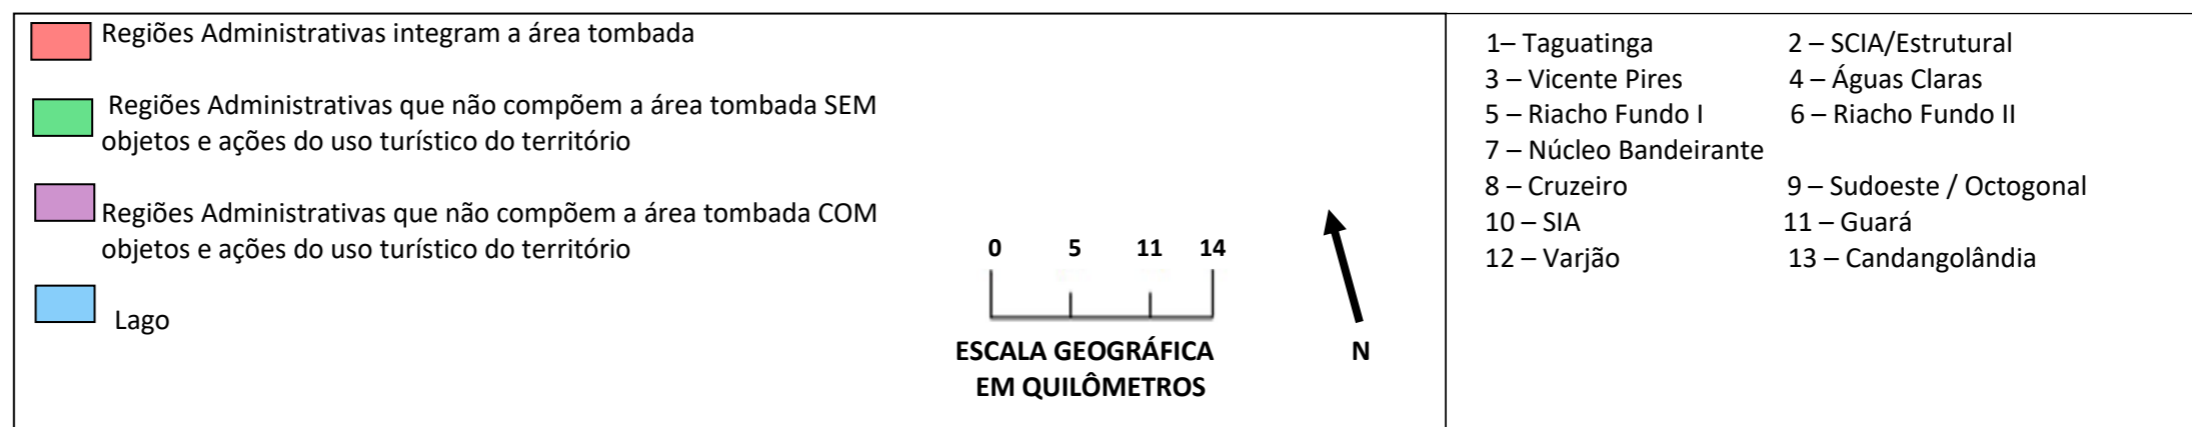 Regiões Administrativas integram a área tombada
Regiões Administrativas que não compõem a área tombada SEM
objetos e ações do uso turístico do território
Regiões Administrativas que não compõem a área tombada COM
objetos e ações do uso turístico do território
Lago
0 5 11 14
ESCALA GEOGRÁFICA
EM QUILÔMETROS
N
1– Taguatinga 2 – SCIA/Estrutural
3 – Vicente Pires 4 – Águas Claras
5 – Riacho Fundo I 6 – Riacho Fundo II
7 – Núcleo Bandeirante
8 – Cruzeiro 9 – Sudoeste / Octogonal
10 – SIA 11 – Guará
12 – Varjão 13 – Candangolândia